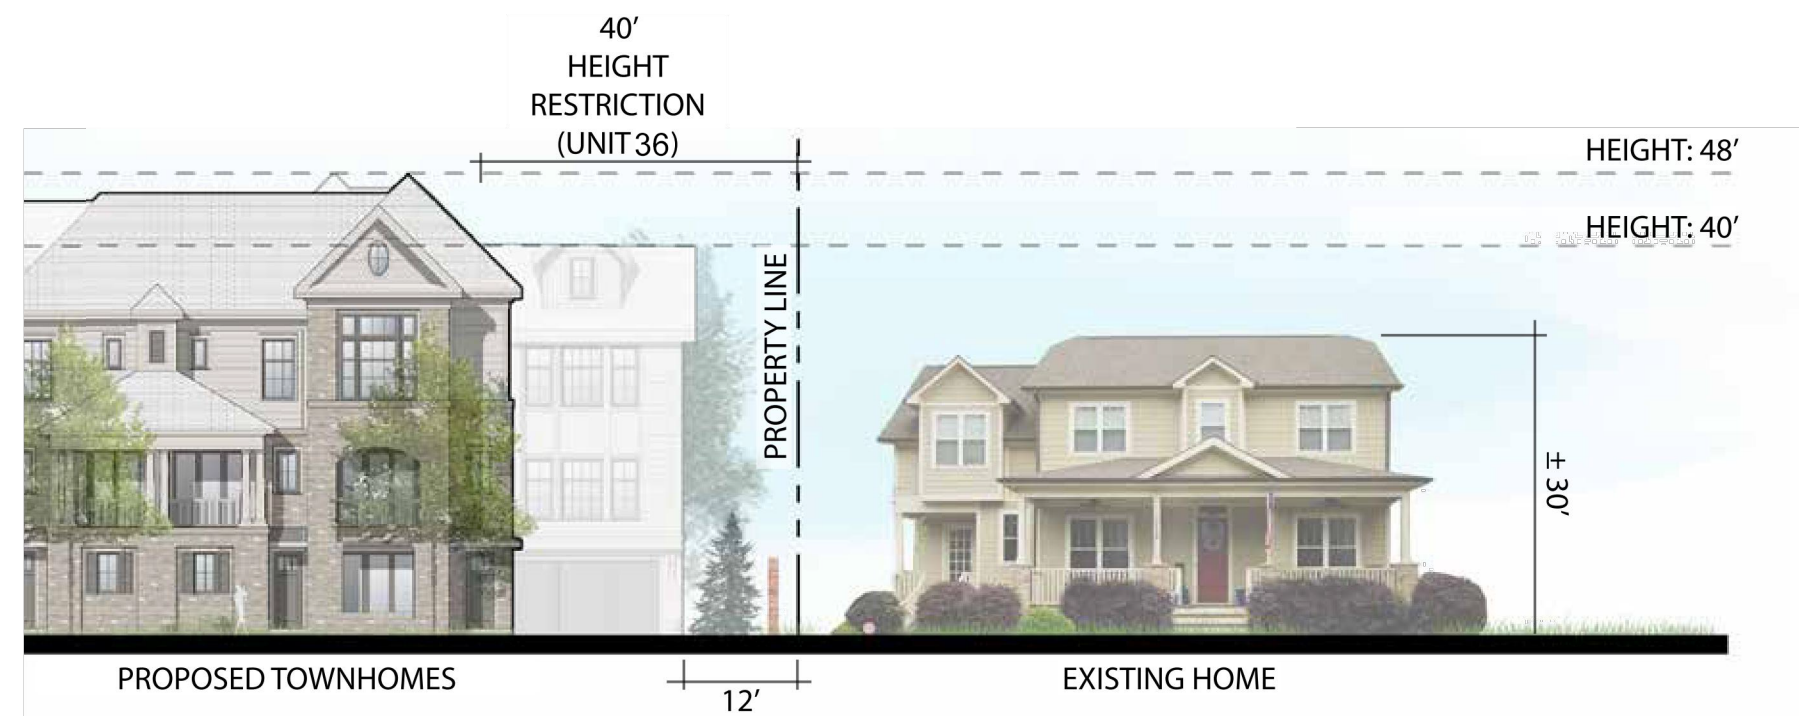 40’
HEIGHT
RESTRICTION
(UNIT 36)
HEIGHT: 48’
HEIGHT: 40’
PROPERTY LINE
± 30’
PROPOSED TOWNHOMES
EXISTING HOME
12’